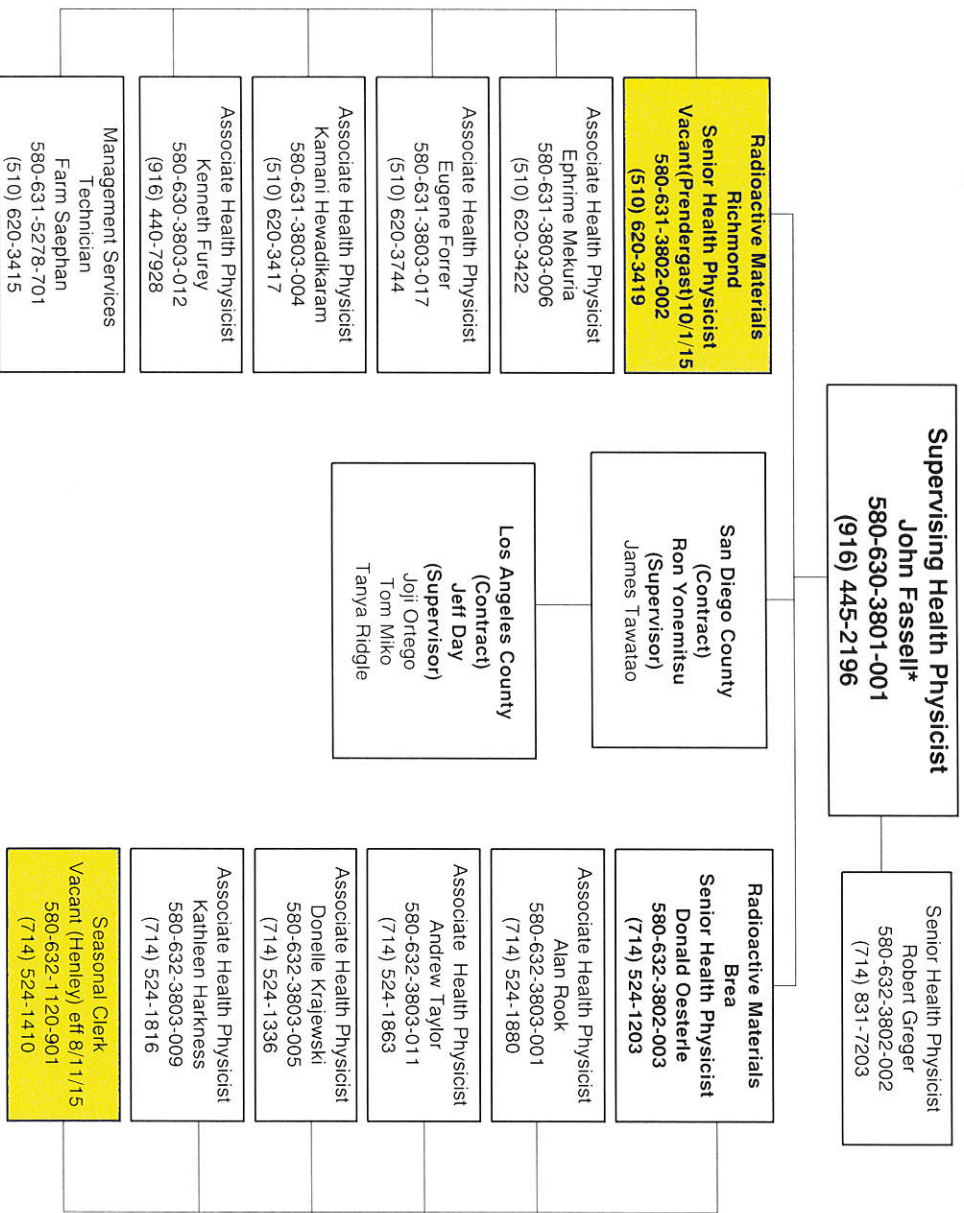 Supervising Health Physicist
John Fassell*
580-630-3801-001
(916) 445-2196
Senior Health Physicist
Robert Greger
580-632-3802-002
(714) 831-7203
Radioactive Materials
Richmond
Senior Health Physicist
Vacant(Prendergast)10/1/15
580-631-3802-002
(510) 620-3419
Associate Health Physicist
Ephrime Mekuria
580-631-3803-006
(510) 620-3422
Associate Health Physicist
Eugene Forrer
580-631-3803-017
(510) 620-3744
Associate Health Physicist
Kamani Hewadikaram
580-631-3803-004
(510) 620-3417
Associate Health Physicist
Kenneth Furey
580-630-3803-012
(916) 440-7928
Management Services
Technician
Farm Saephan
580-631-5278-701
(510) 620-3415
San Diego County
(Contract)
Ron Yonemitsu
(Supervisor)
James Tawatao
Los Angeles County
(Contract)
Jeff Day
(Supervisor)
Joji Ortego
Tom Miko
Tanya Ridgle
Radioactive Materials
Brea
Senior Health Physicist
Donald Oesterle
580-632-3802-003
(714) 524-1203
Associate Health Physicist
Alan Rook
580-632-3803-001
(714) 524-1880
Associate Health Physicist
Andrew Taylor
580-632-3803-011
(714) 524-1863
Associate Health Physicist
Donelle Krajewski
580-632-3803-005
(714) 524-1336
Associate Health Physicist
Kathleen Harkness
580-632-3803-009
(714) 524-1816
Seasonal Clerk
Vacant (Henley) eff 8/11/15
580-632-1120-901
(714) 524-1410